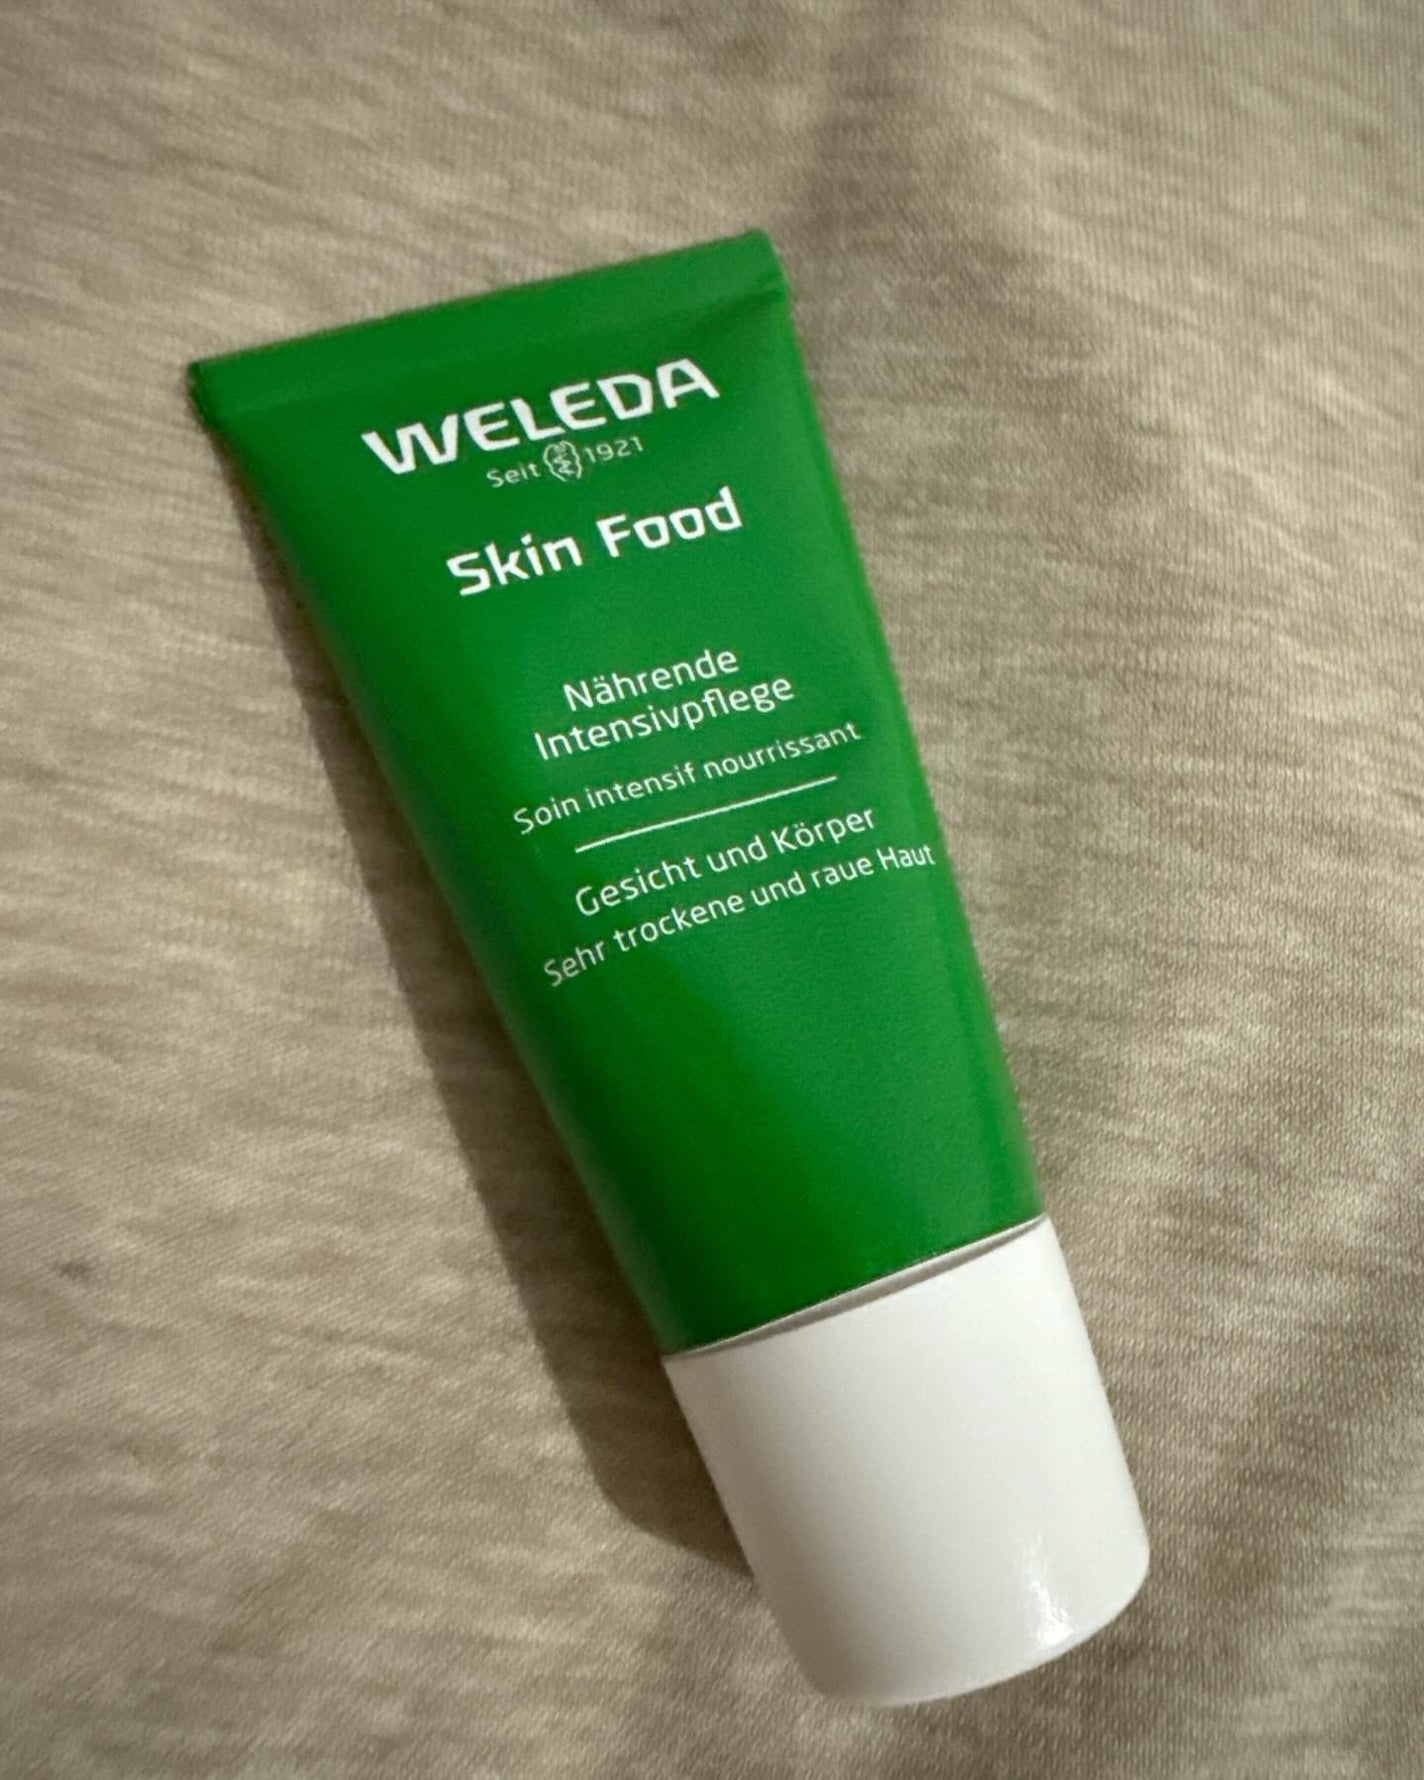 WELEDA
Seit 1921
Skin Food
Nährende
Intensivpflege
Soin intensif nourrissant
Gesicht und Körper
Sehr trockene und raue Haut